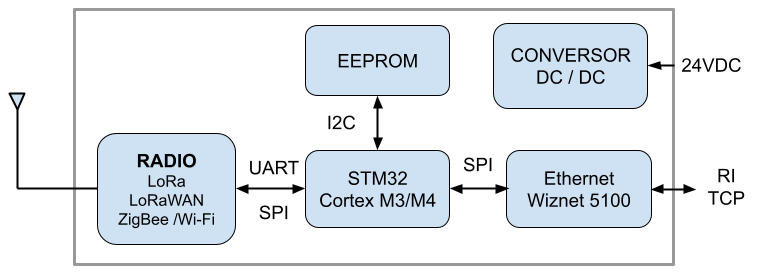 EEPROM
CONVERSOR
DC / DC
24VDC
I2C
RADIO
LoRa
LoRaWAN
ZigBee /Wi-Fi
UART
SPI
STM32
Cortex M3/M4
SPI
Ethernet
Wiznet 5100
RI
TCP